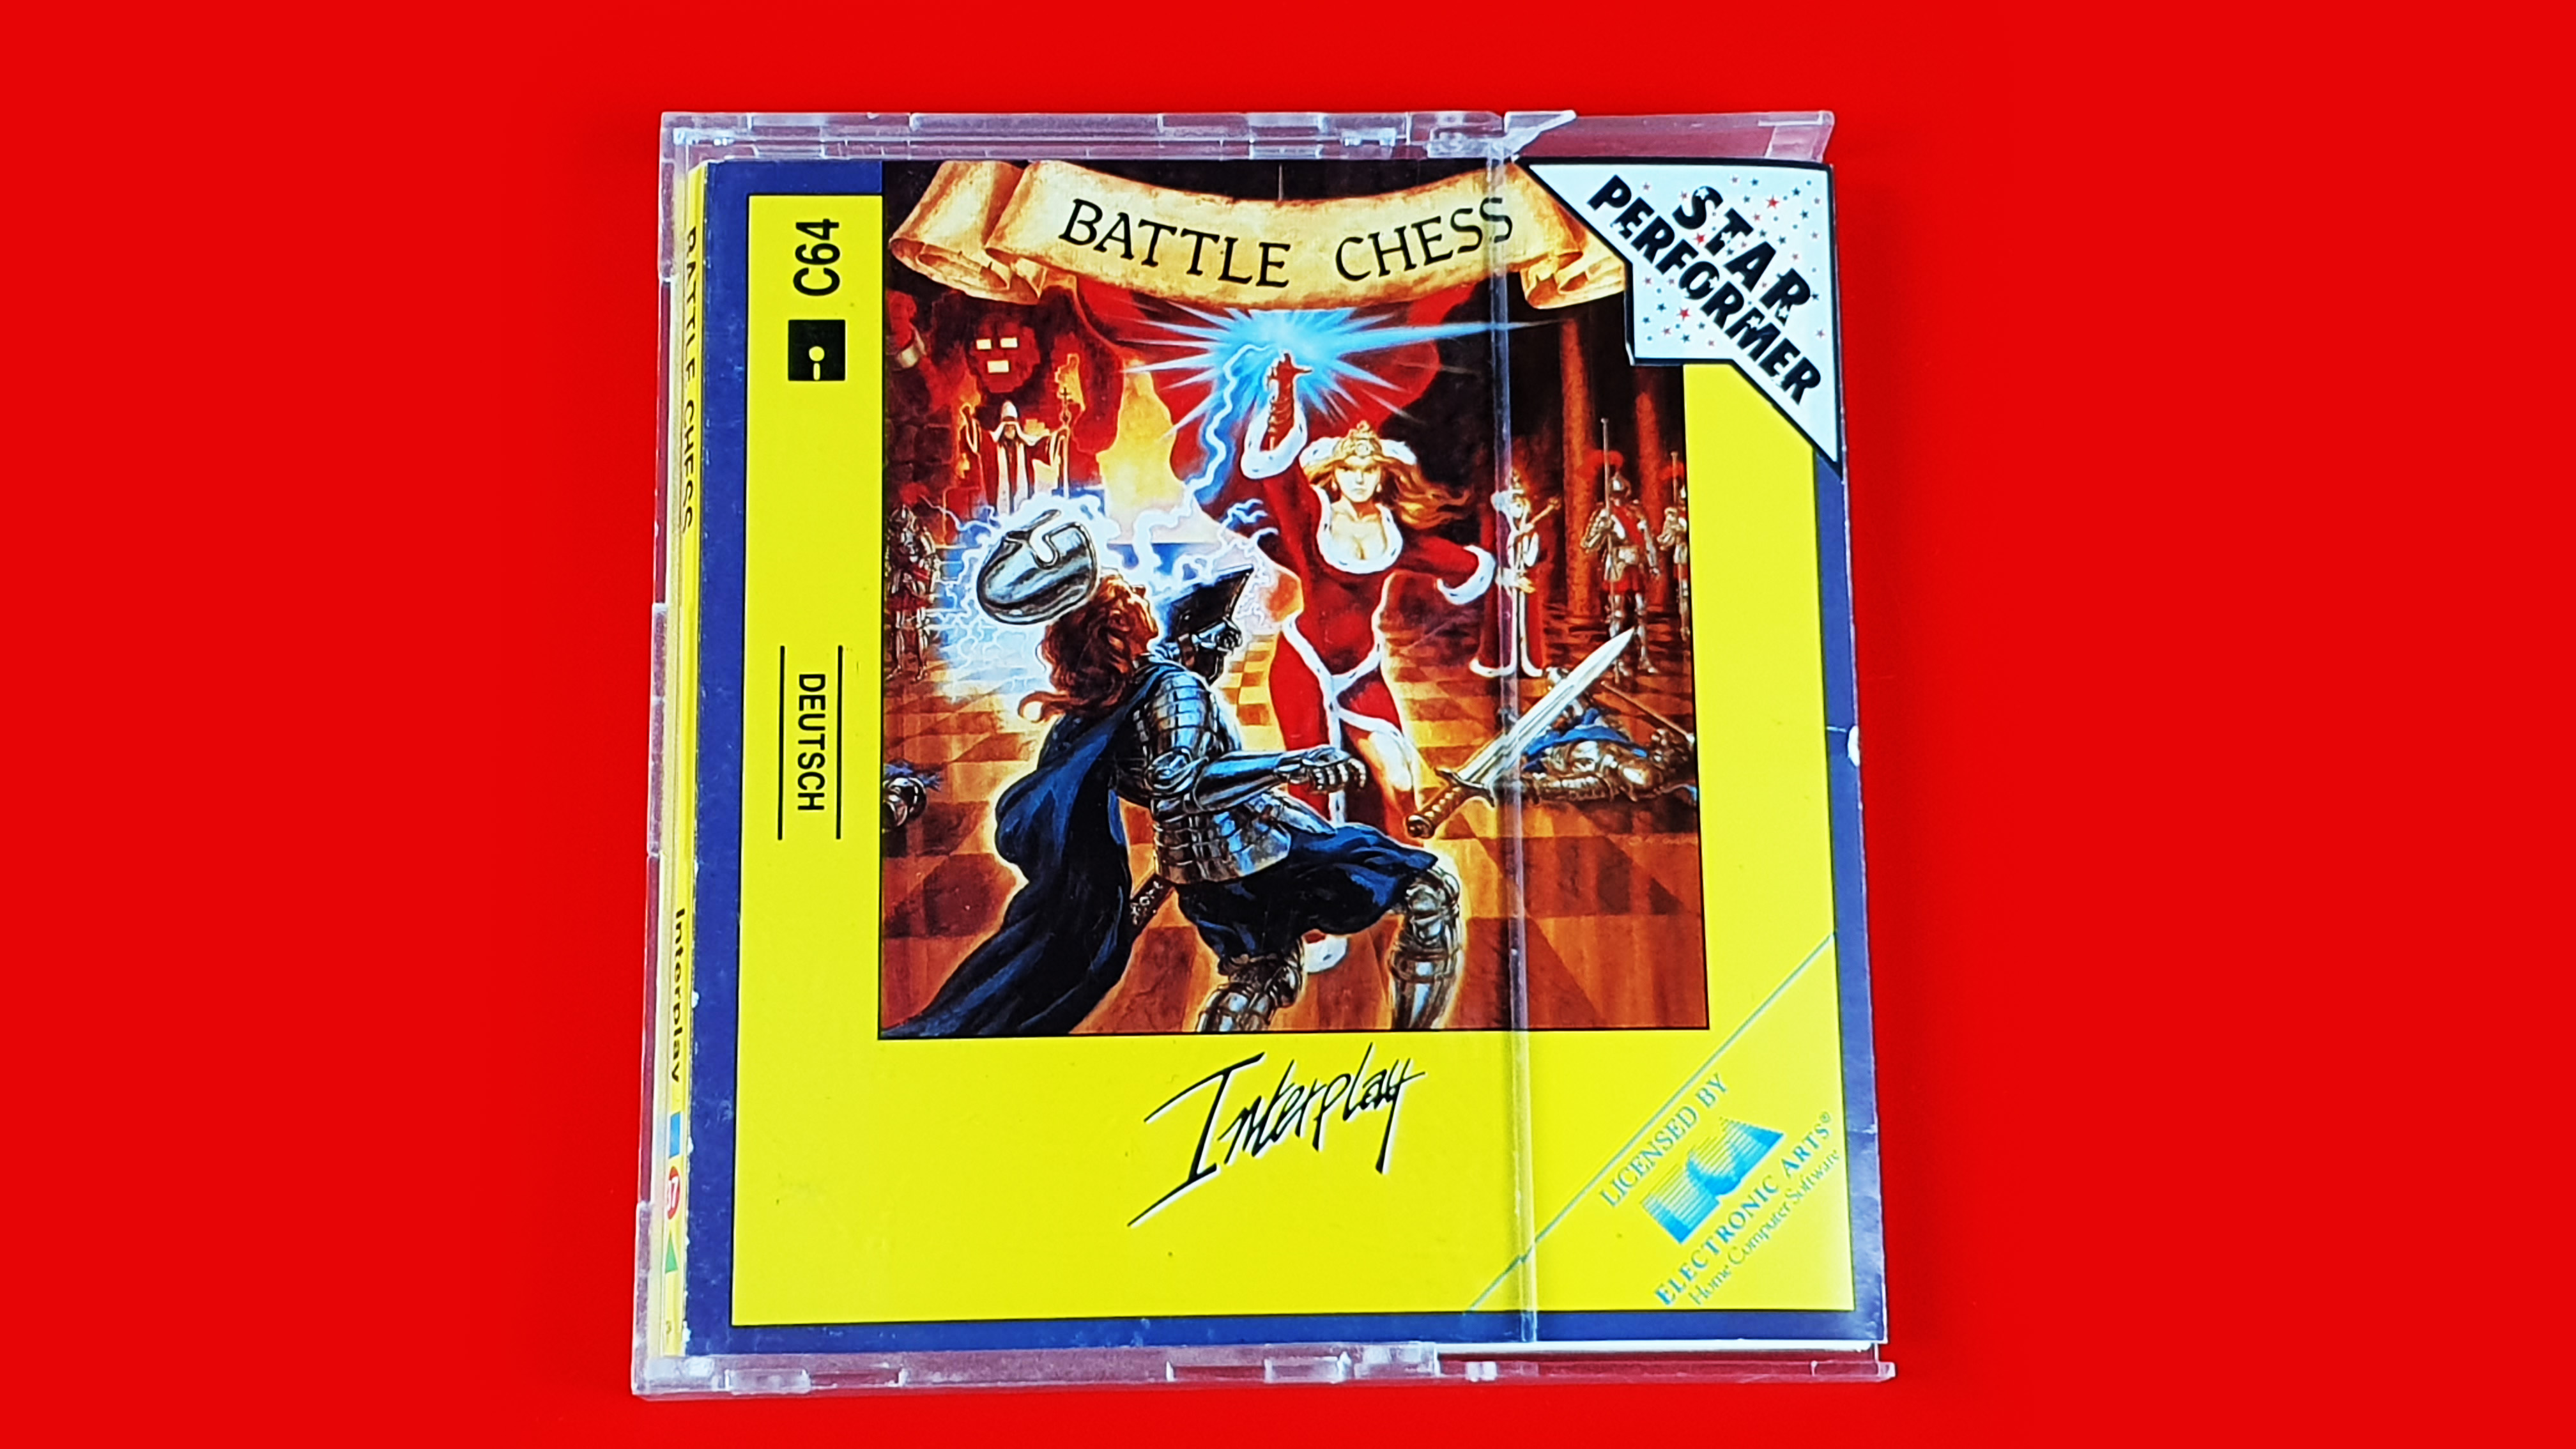 BATTLE CHESS
STAR
PERFORMER
C64
DEUTSCH
BATTLE CHESS
Interplay
Interplay
LICENSED BY
ELECTRONIC ARTS®
Home Computer Software